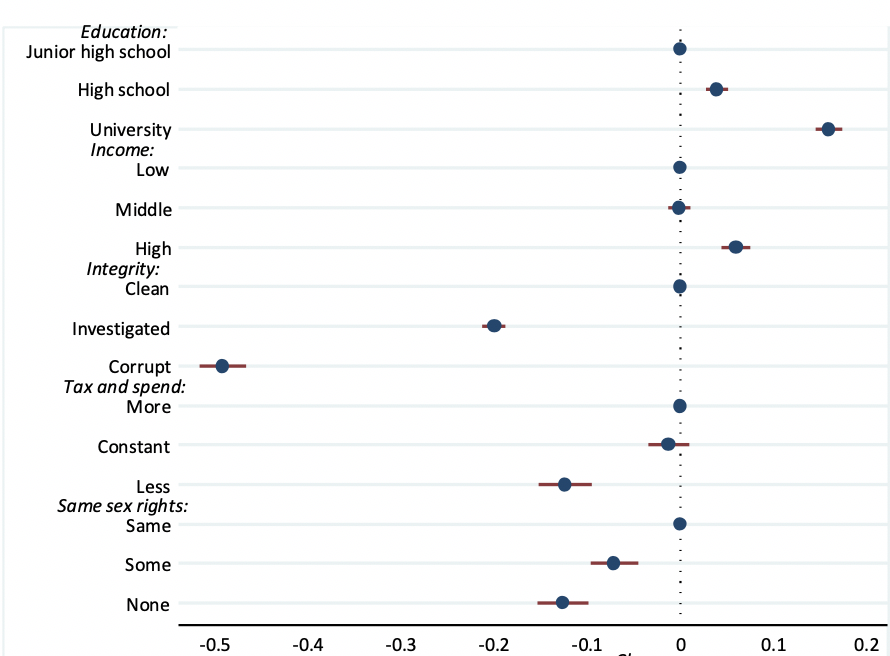 Education:
Junior high school
High school
University
Income:
Low
Middle
High
Integrity:
Clean
Investigated
Corrupt
Tax and spend:
More
Constant
Less
Same sex rights:
Same
Some
None
-0.5 -0.4 -0.3 -0.2 -0.1 0 0.1 0.2